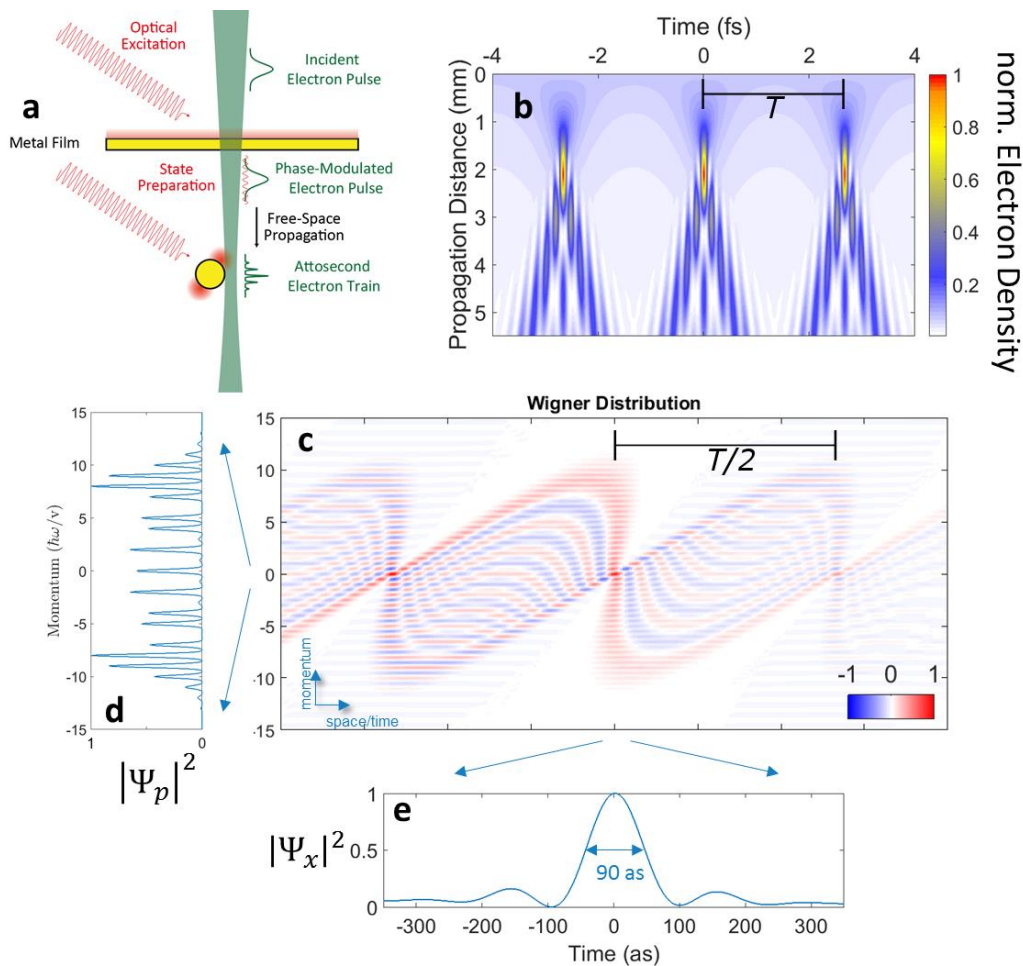 a
Optical
Excitation
Incident
Electron Pulse
Metal Film
State
Preparation
Phase-Modulated
Electron Pulse
Free-Space
Propagation
Attosecond
Electron Train
Time (fs)
-4 -2 0 2 4
b
T
Propagation Distance (mm)
0
1
2
3
4
5
1
0.8
0.6
0.4
0.2
norm. Electron Density
Wigner Distribution
c
T/2
15
10
5
0
-5
-10
-15
momentum
space/time
-1 0 1
Momentum (ħω/v)
15
10
5
0
-5
-10
-15
d
1 0
|Ψp|²
e
|Ψx|²
1
0.5
0
90 as
-300 -200 -100 0 100 200 300
Time (as)